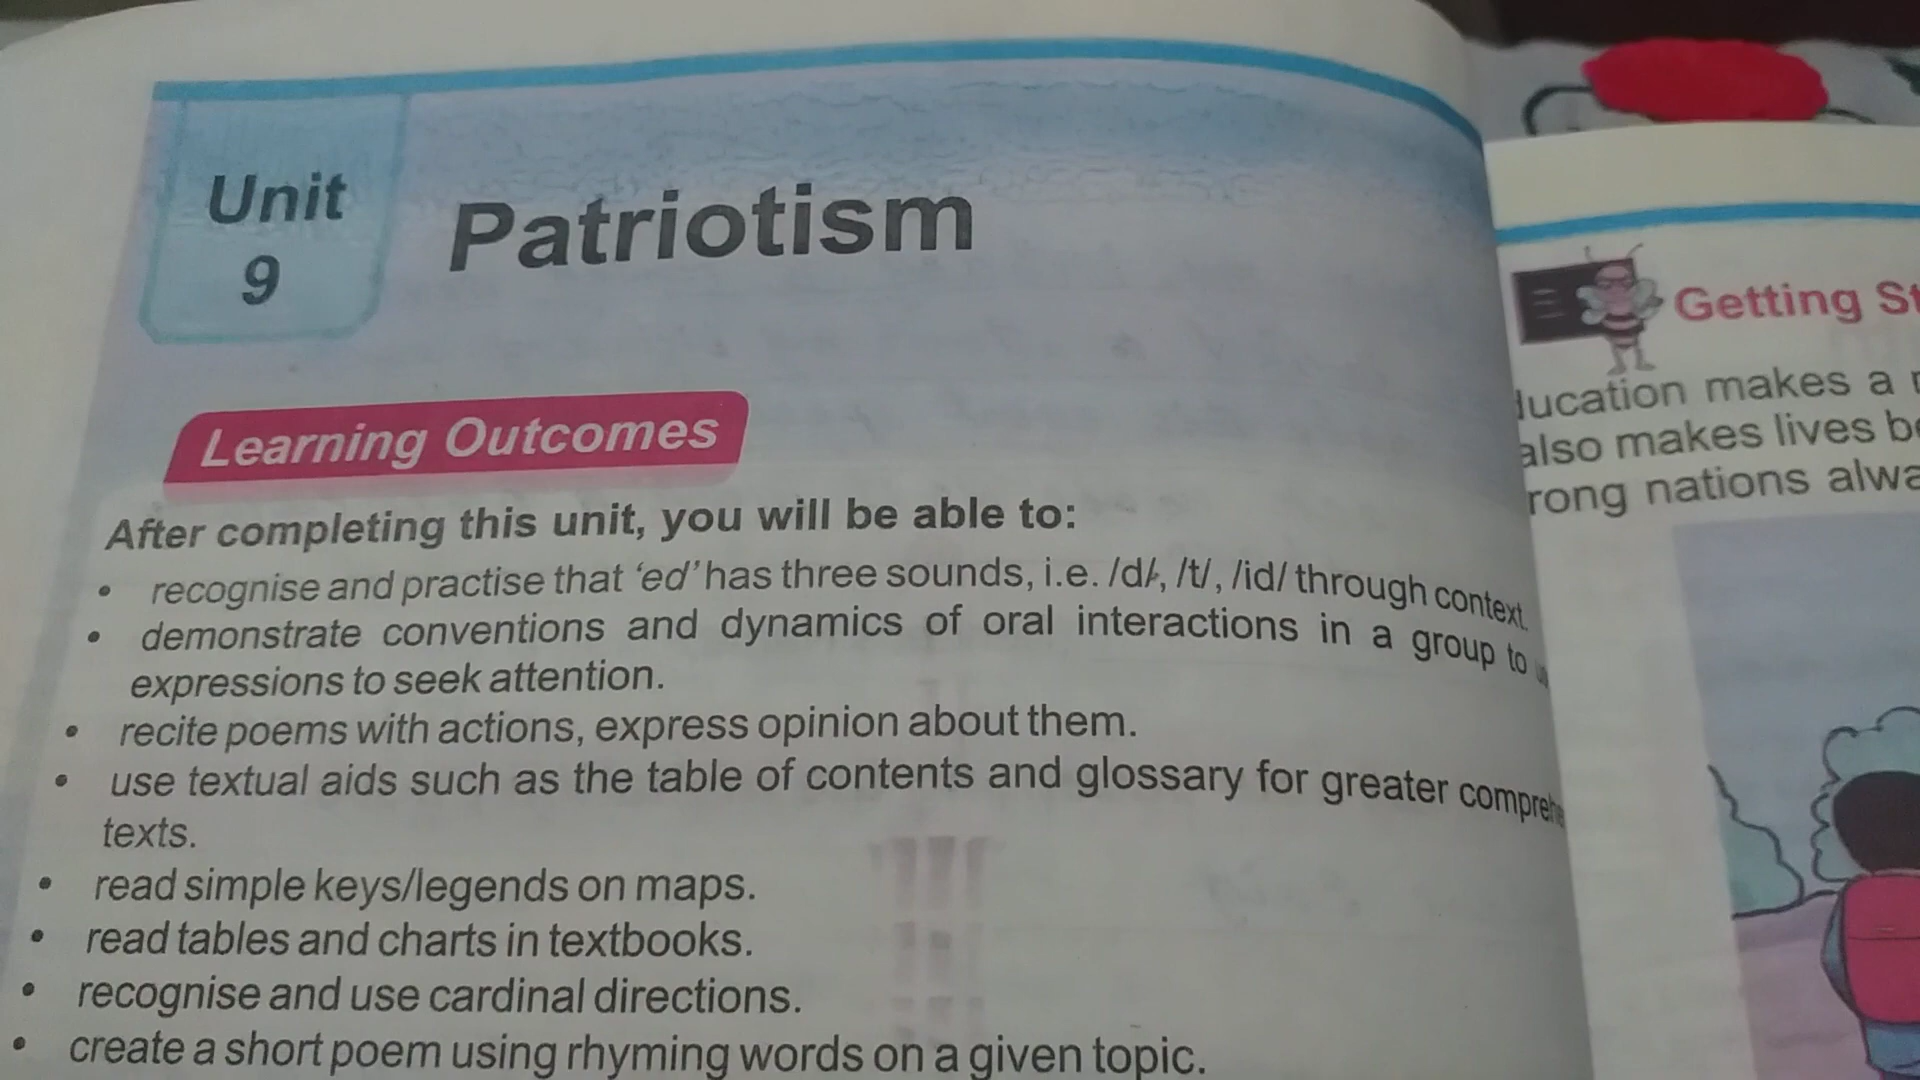 Unit
9
Patriotism
Learning Outcomes
After completing this unit, you will be able to:
• recognise and practise that ‘ed’ has three sounds, i.e. /d/, /t/, /id/ through context.
• demonstrate conventions and dynamics of oral interactions in a group to
expressions to seek attention.
• recite poems with actions, express opinion about them.
• use textual aids such as the table of contents and glossary for greater
texts.
• read simple keys/legends on maps.
• read tables and charts in textbooks.
• recognise and use cardinal directions.
• create a short poem using rhyming words on a given topic.
Getting
makes a
also makes lives
nations